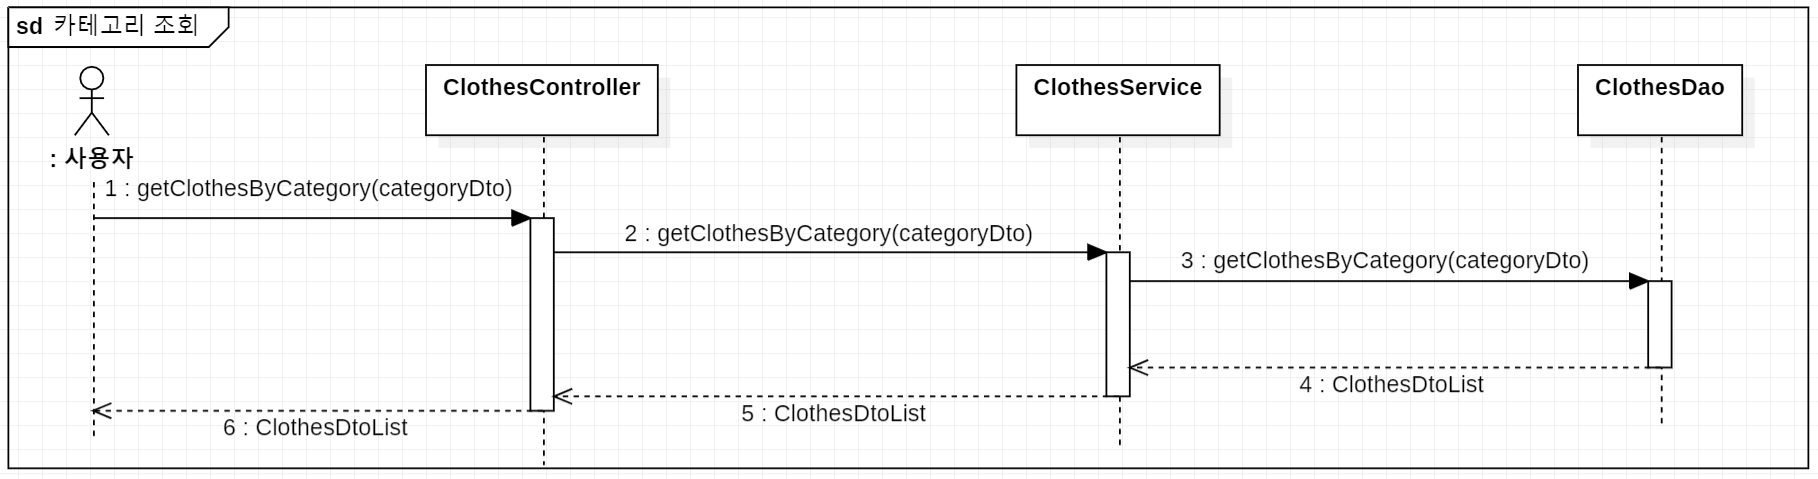 sd 카테고리 조회
ClothesController
ClothesService
ClothesDao
: 사용자
1 : getClothesByCategory(categoryDto)
2 : getClothesByCategory(categoryDto)
3 : getClothesByCategory(categoryDto)
4 : ClothesDtoList
5 : ClothesDtoList
6 : ClothesDtoList